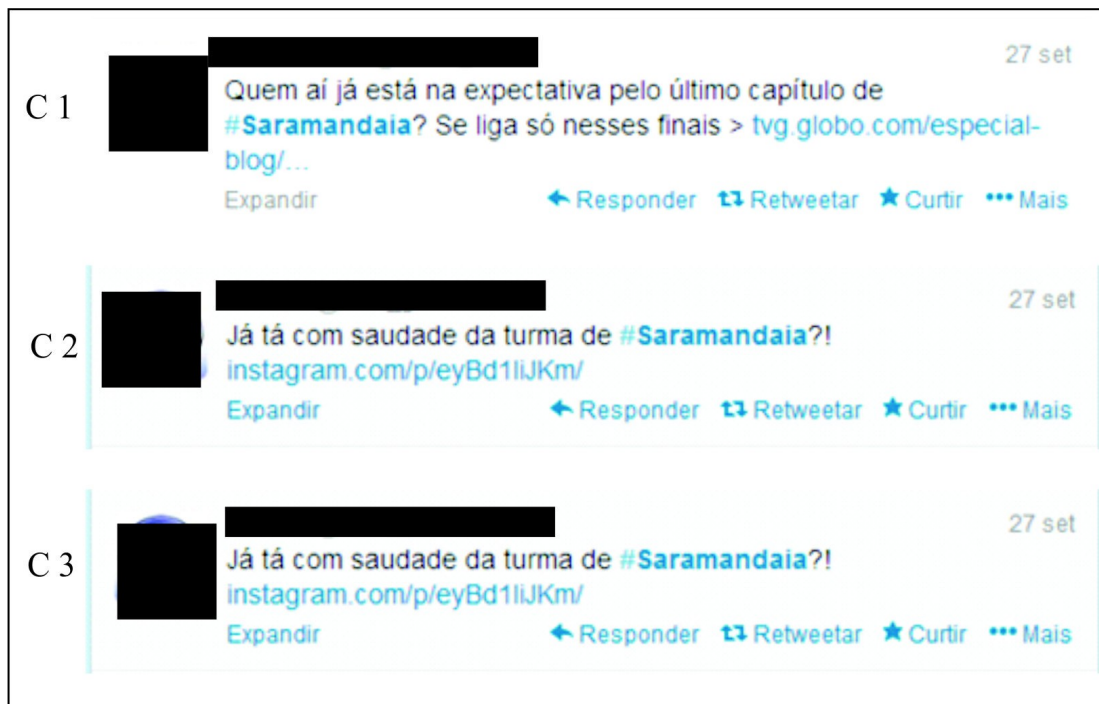 27 set
C 1
Quem aí já está na expectativa pelo último capítulo de
#Saramandaia? Se liga só nesses finais > tvg.globo.com/especial-
blog/...
Expandir Responder Retweetar Curtir Mais
27 set
C 2
Já tá com saudade da turma de #Saramandaia?!
instagram.com/p/eyBd1liJKm/
Expandir Responder Retweetar Curtir Mais
27 set
C 3
Já tá com saudade da turma de #Saramandaia?!
instagram.com/p/eyBd1liJKm/
Expandir Responder Retweetar Curtir Mais